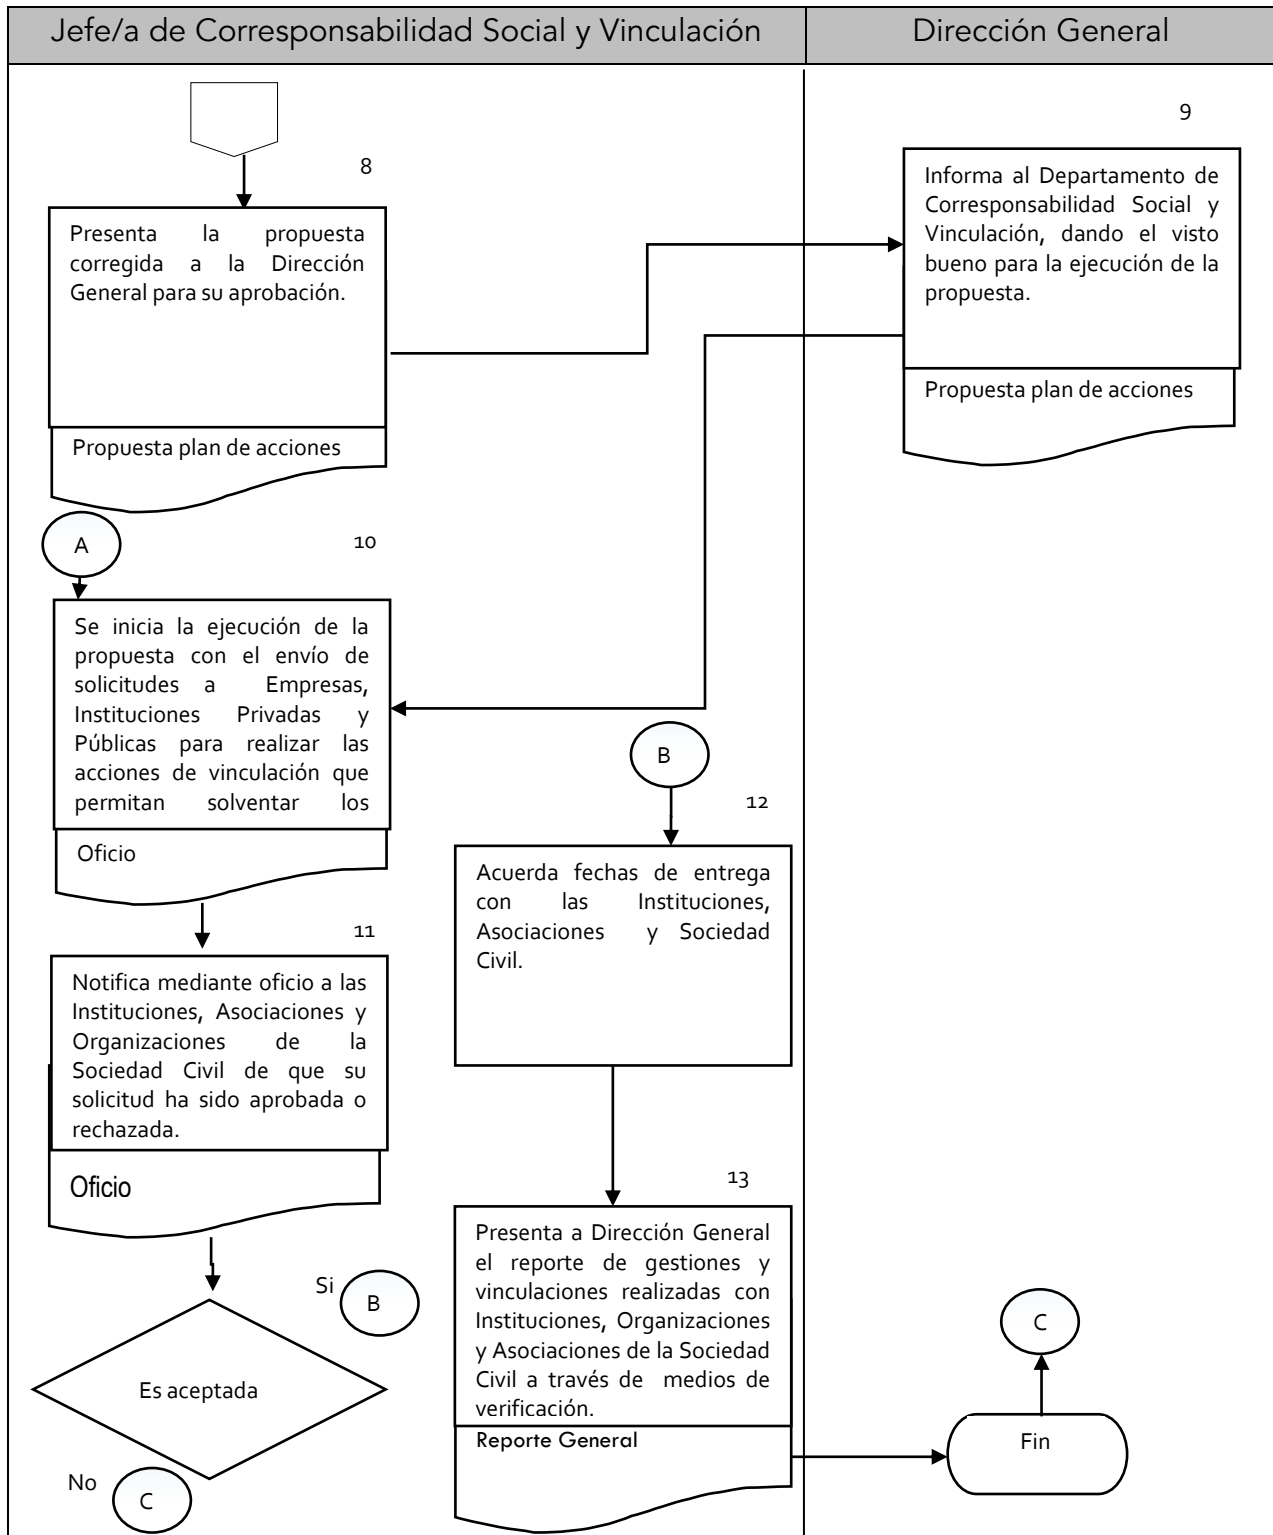 Jefe/a de Corresponsabilidad Social y Vinculación
Dirección General
8
Presenta la propuesta
corregida a la Dirección
General para su aprobación.
Propuesta plan de acciones
9
Informa al Departamento de
Corresponsabilidad Social y
Vinculación, dando el visto
bueno para la ejecución de la
propuesta.
Propuesta plan de acciones
A
10
Se inicia la ejecución de la
propuesta con el envío de
solicitudes a Empresas,
Instituciones Privadas y
Públicas para realizar las
acciones de vinculación que
permitan solventar los
Oficio
11
Notifica mediante oficio a las
Instituciones, Asociaciones y
Organizaciones de la
Sociedad Civil de que su
solicitud ha sido aprobada o
rechazada.
Oficio
Si
B
Es aceptada
No
C
B
12
Acuerda fechas de entrega
con las Instituciones,
Asociaciones y Sociedad
Civil.
13
Presenta a Dirección General
el reporte de gestiones y
vinculaciones realizadas con
Instituciones, Organizaciones
y Asociaciones de la Sociedad
Civil a través de medios de
verificación.
Reporte General
C
Fin